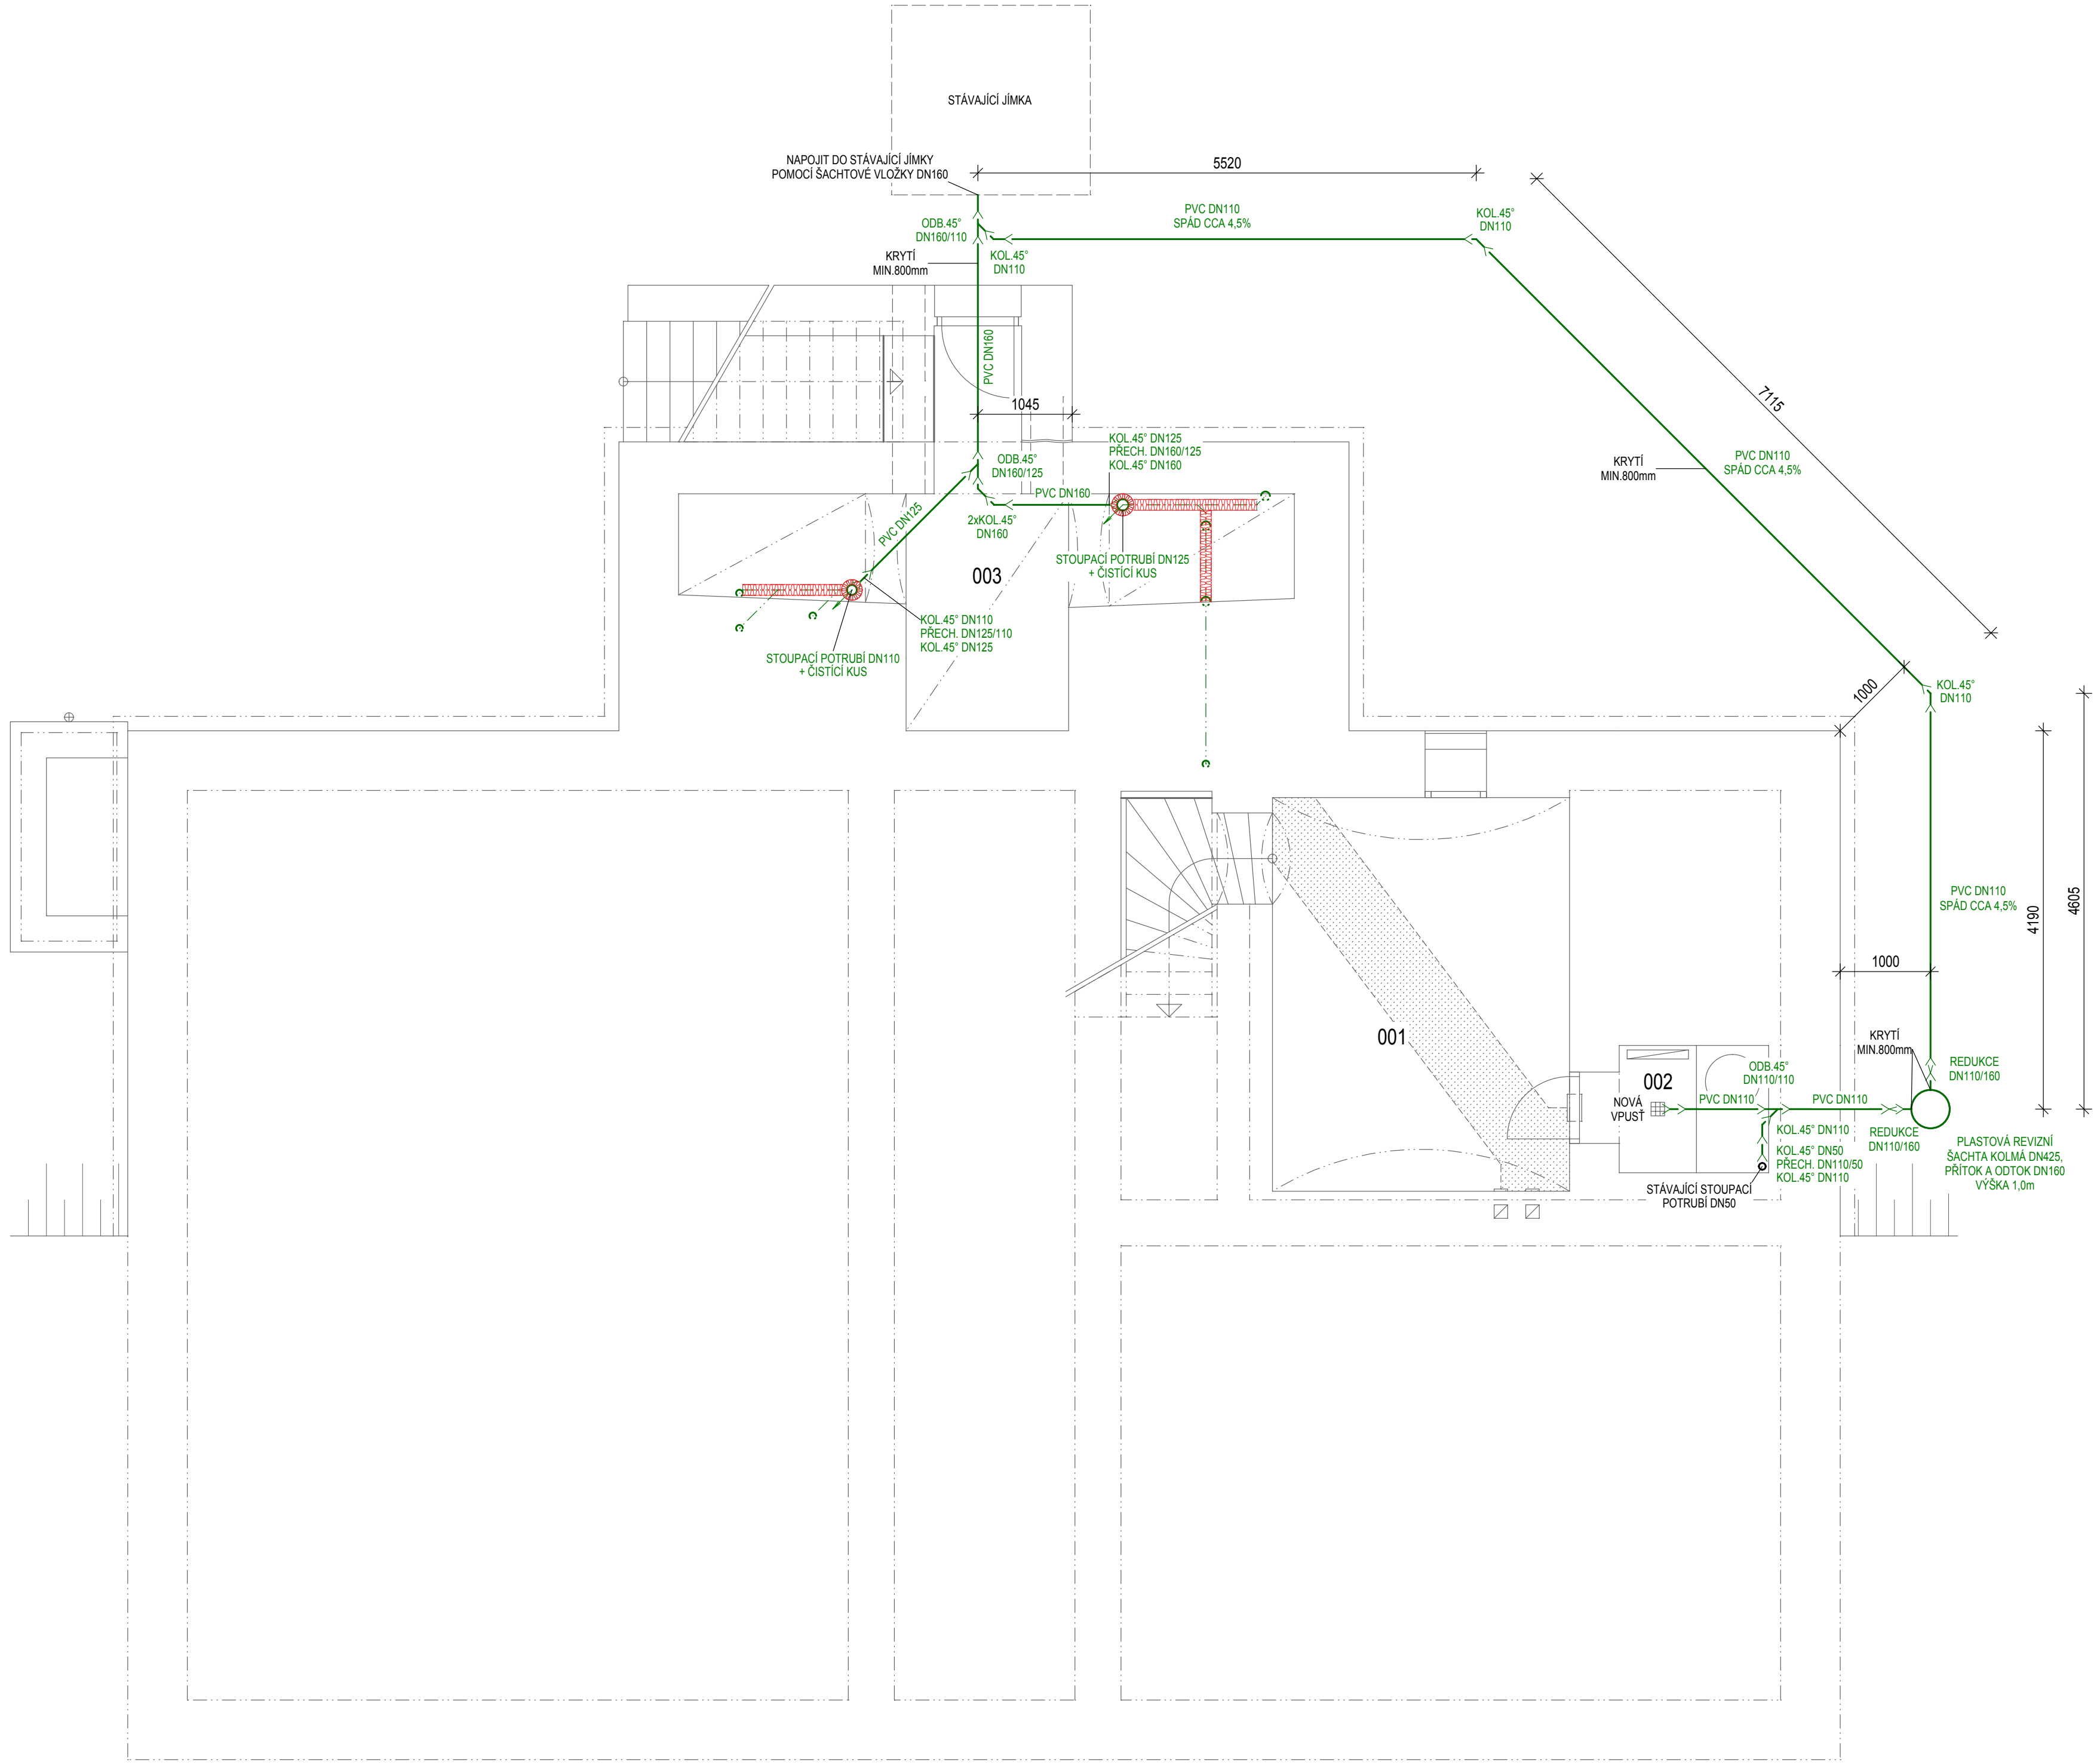 STÁVAJÍCÍ JÍMKA
NAPOJIT DO STÁVAJÍCÍ JÍMKY
POMOCÍ ŠACHTOVÉ VLOŽKY DN160
5520
PVC DN110
SPÁD CCA 4,5%
KOL.45°
DN110
ODB.45°
DN160/110
KRYTÍ
MIN.800mm
KOL.45°
DN110
PVC DN160
7115
1045
KOL.45° DN125
PŘECH. DN160/125
KOL.45° DN160
ODB.45°
DN160/125
KRYTÍ
MIN.800mm
PVC DN110
SPÁD CCA 4,5%
PVC DN160
PVC DN125
2xKOL.45°
DN160
STOUPACÍ POTRUBÍ DN125
+ ČISTÍCÍ KUS
003
KOL.45° DN110
PŘECH. DN125/110
KOL.45° DN125
STOUPACÍ POTRUBÍ DN110
+ ČISTÍCÍ KUS
1000
KOL.45°
DN110
PVC DN110
SPÁD CCA 4,5%
4190
4605
1000
001
KRYTÍ
MIN.800mm
REDUKCE
DN110/160
ODB.45°
DN110/110
002
NOVÁ
VPUSŤ
PVC DN110
PVC DN110
KOL.45° DN110
REDUKCE
DN110/160
KOL.45° DN50
PŘECH. DN110/50
KOL.45° DN110
PLASTOVÁ REVIZNÍ
ŠACHTA KOLMÁ DN425,
PŘÍTOK A ODTOK DN160
VÝŠKA 1,0m
STÁVAJÍCÍ STOUPACÍ
POTRUBÍ DN50